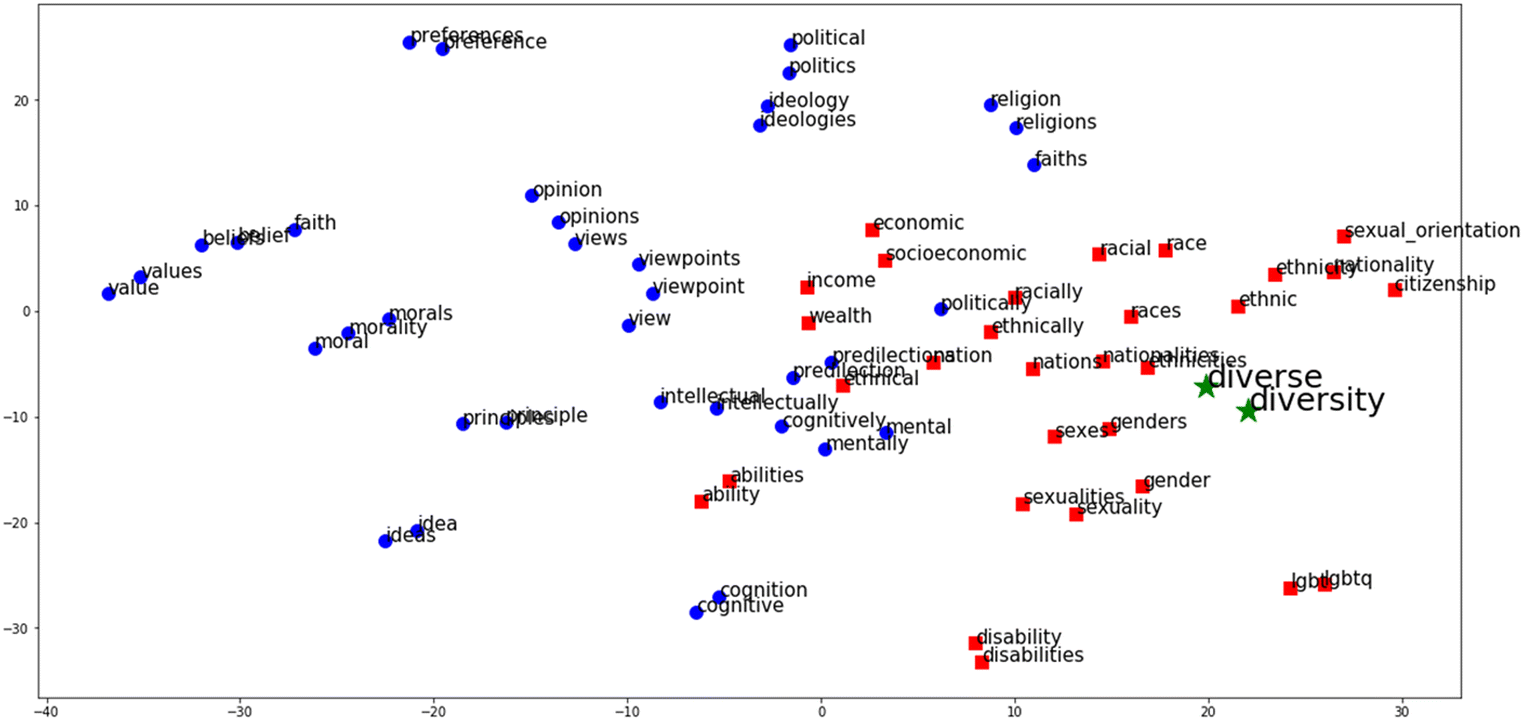 preferences
preference
political
politics
20
ideology
ideologies
religion
religions
faiths
opinion
opinions
views
10
faith
belief
beliefs
economic
socioeconomic
racial
race
sexual_orientation
viewpoints
viewpoint
view
values
value
income
wealth
racially
politically
ethnically
races
ethnicity
nationality
citizenship
ethnic
0
morals
morality
moral
predilections
predilection
nation
ethnical
nations
nationalities
ethnicities
diverse
diversity
intellectual
intellectually
cognitively
mental
mentally
principles
principle
−10
sexes
genders
abilities
ability
gender
sexualities
sexuality
−20
idea
ideas
cognition
cognitive
lgbt
lgbtq
−30
disability
disabilities
−40 −30 −20 −10 0 10 20 30